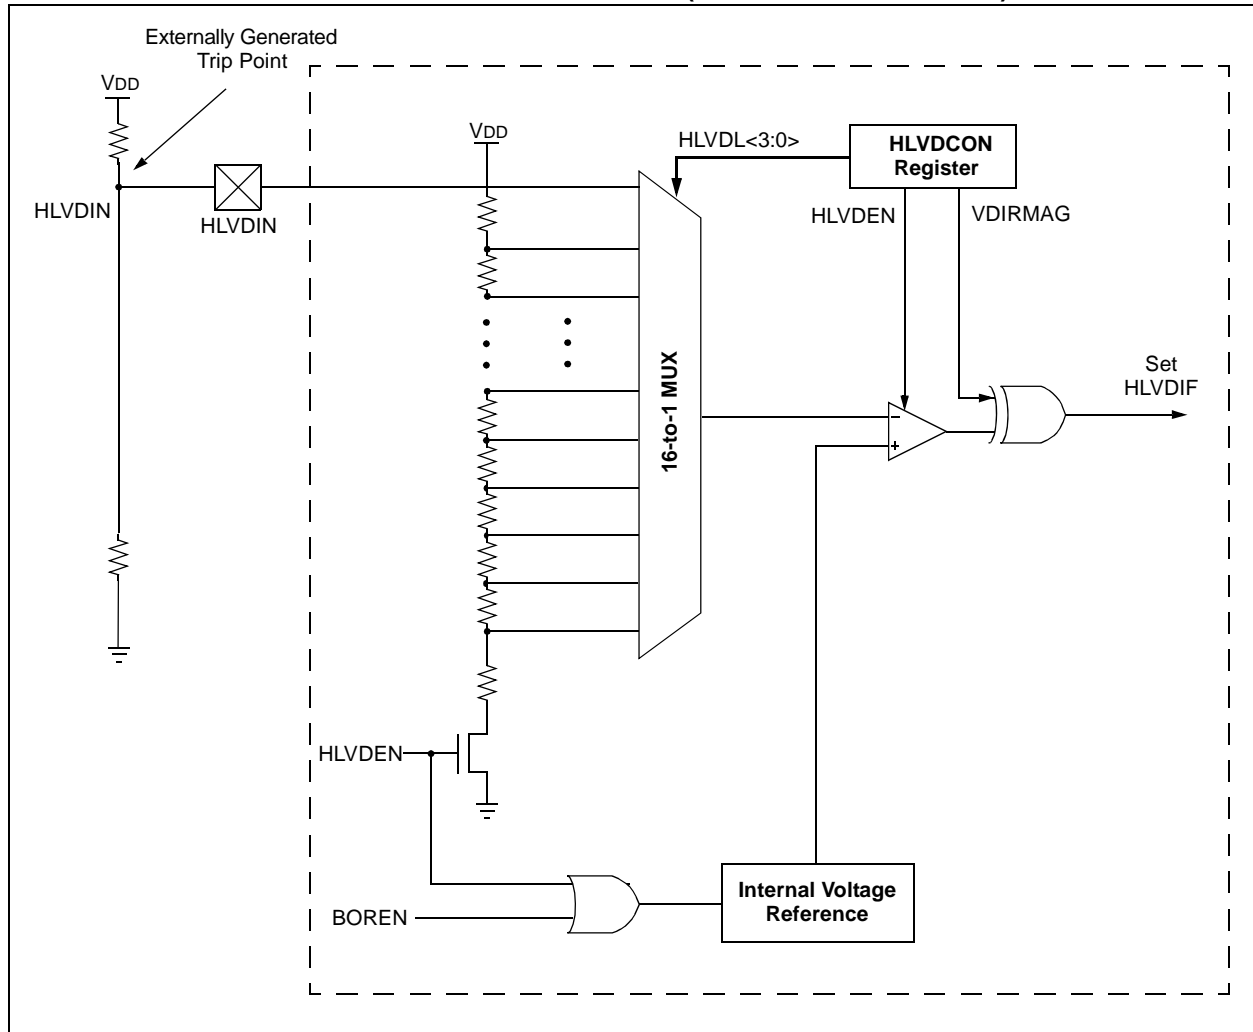 Externally Generated
Trip Point
VDD
VDD
HLVDL<3:0>
HLVDCON
Register
HLVDIN
HLVDIN
HLVDEN
VDIRMAG
16-to-1 MUX
Set
HLVDIF
–
+
HLVDEN
BOREN
Internal Voltage
Reference